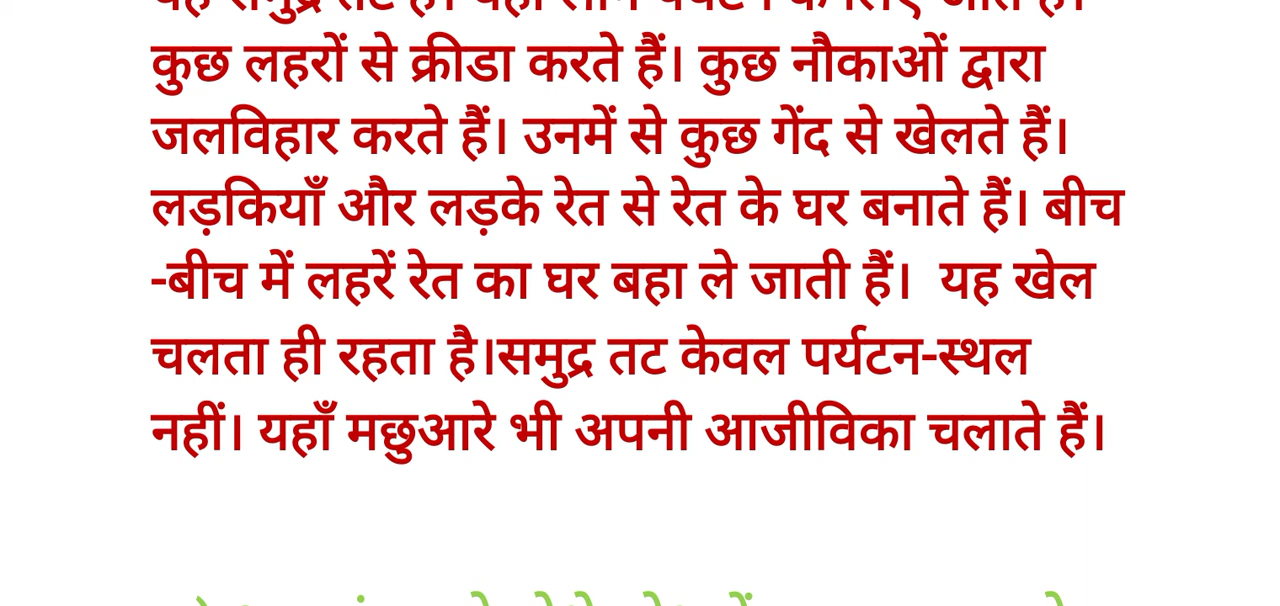 कुछ लहरों से क्रीडा करते हैं। कुछ नौकाओं द्वारा
जलविहार करते हैं। उनमें से कुछ गेंद से खेलते हैं।
लड़कियाँ और लड़के रेत से रेत के घर बनाते हैं। बीच
-बीच में लहरें रेत का घर बहा ले जाती हैं। यह खेल
चलता ही रहता है।समुद्र तट केवल पर्यटन-स्थल
नहीं। यहाँ मछुआरे भी अपनी आजीविका चलाते हैं।